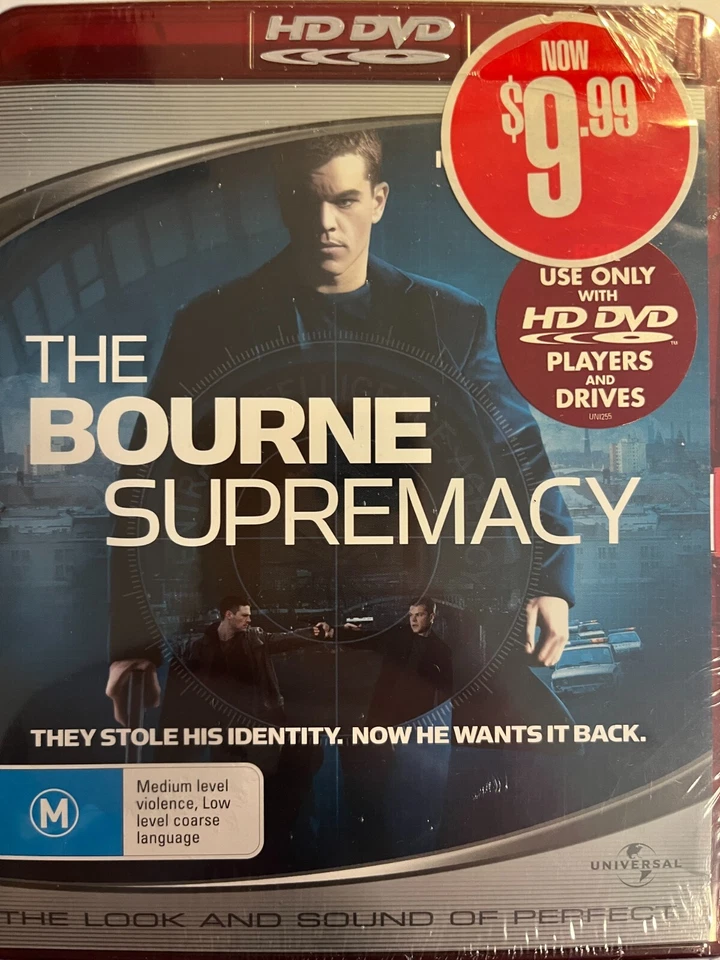 HD DVD
NOW
$9.99
USE ONLY
WITH
HD DVD
TM
PLAYERS
AND
DRIVES
UNI255
THE
BOURNE
SUPREMACY
THEY STOLE HIS IDENTITY. NOW HE WANTS IT BACK.
M
Medium level
violence, Low
level coarse
language
UNIVERSAL
THE LOOK AND SOUND OF PERFECT